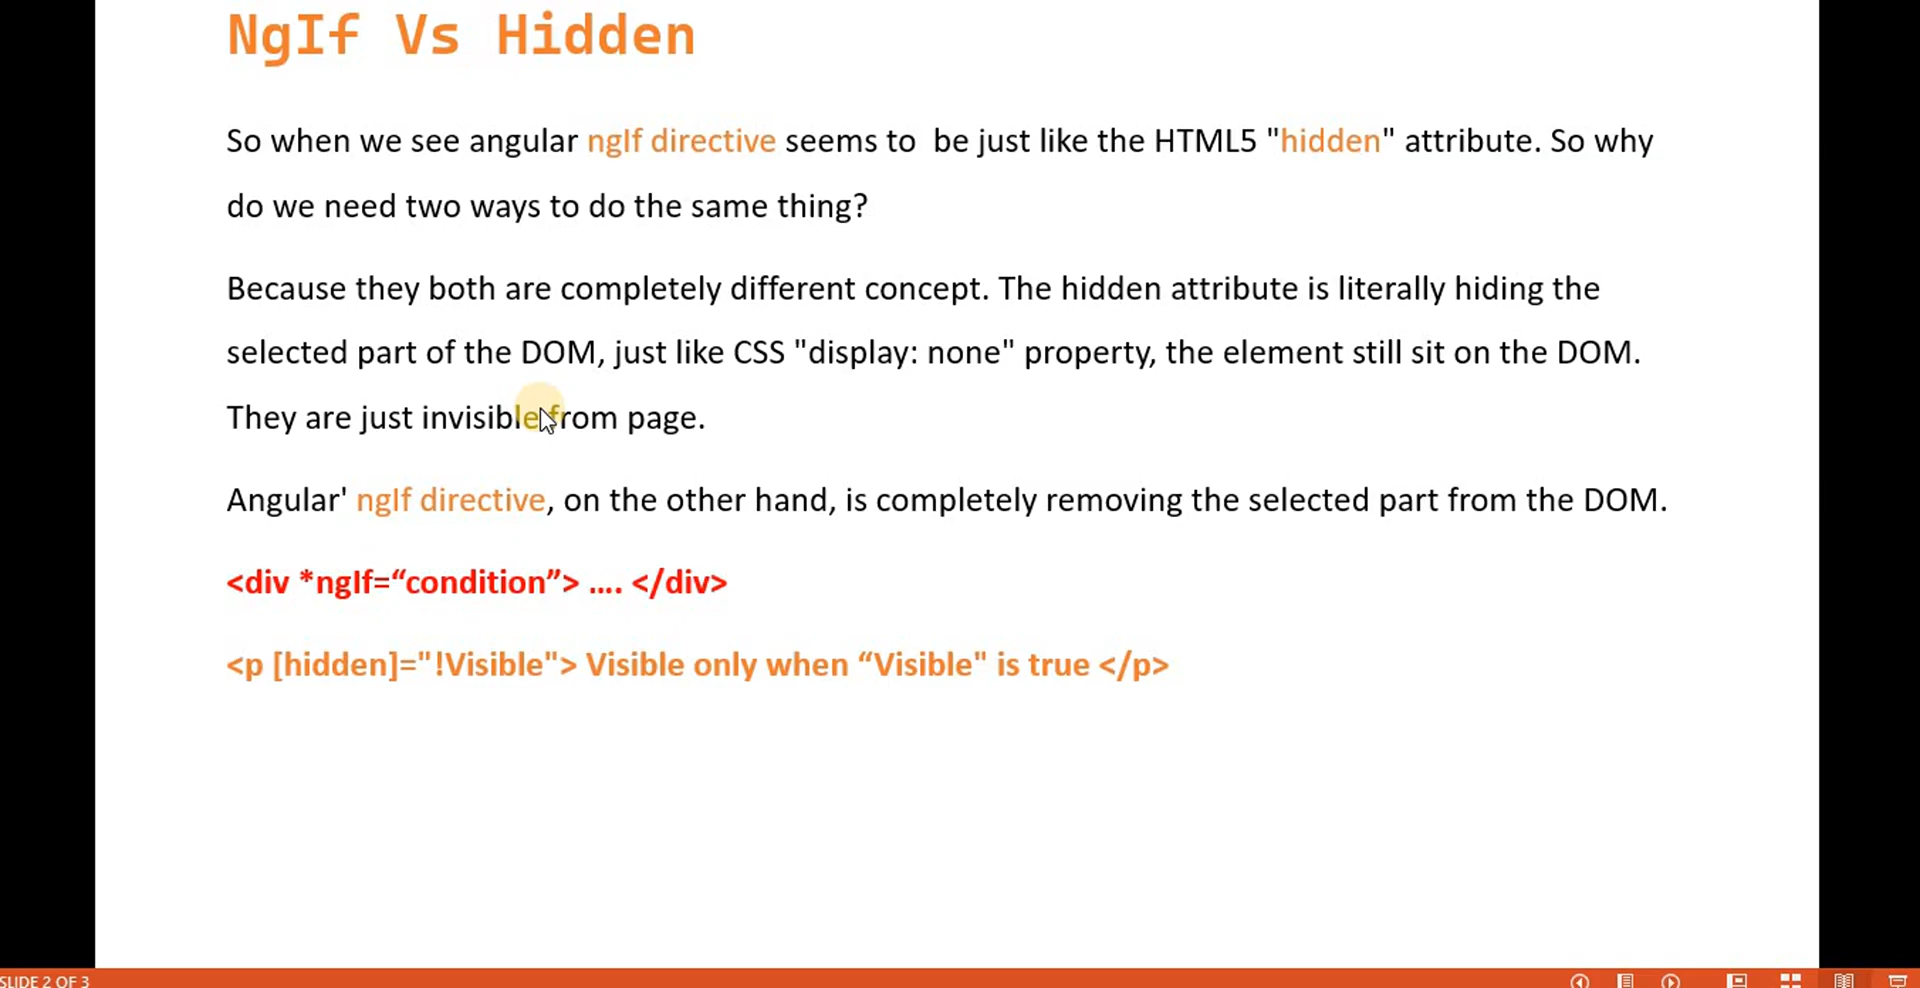 NgIf Vs Hidden
So when we see angular ngIf directive seems to  be just like the HTML5 "hidden" attribute. So why
do we need two ways to do the same thing?
Because they both are completely different concept. The hidden attribute is literally hiding the
selected part of the DOM, just like CSS "display: none" property, the element still sit on the DOM.
They are just invisible from page.
Angular' ngIf directive, on the other hand, is completely removing the selected part from the DOM.
<div *ngIf=“condition”> .... </div>
<p [hidden]="!Visible"> Visible only when “Visible" is true </p>
SLIDE 2 OF 3